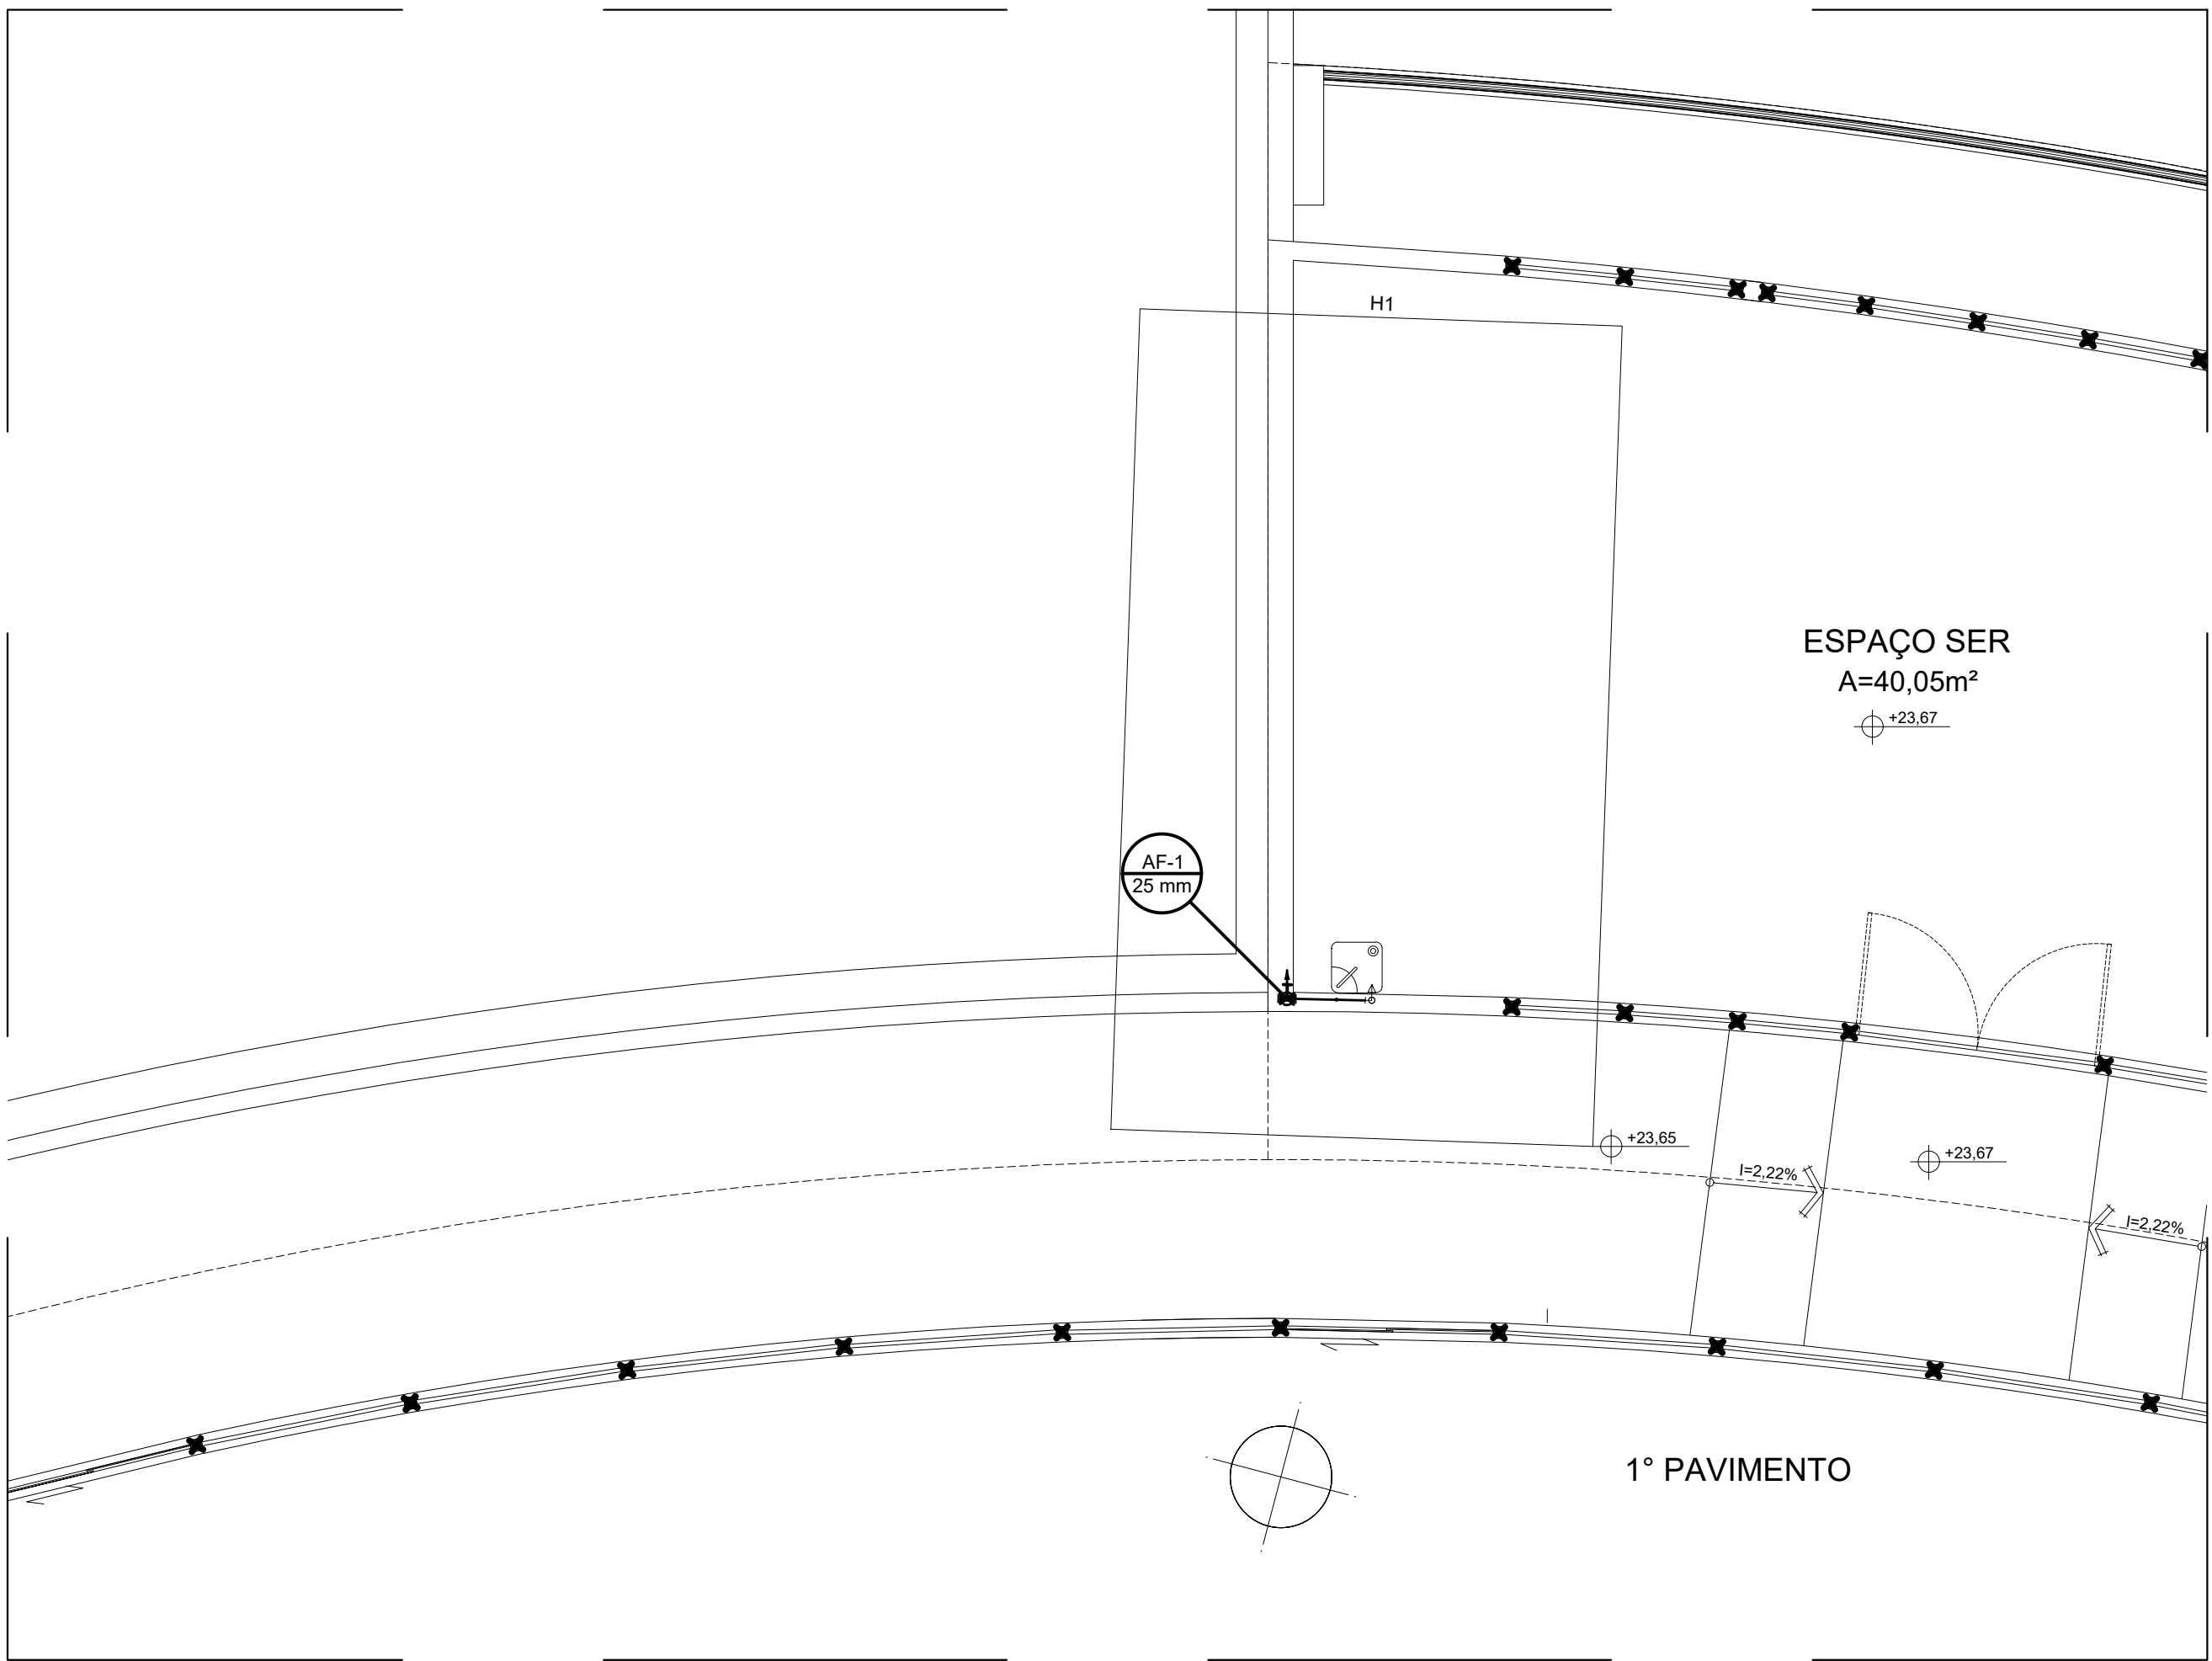 H1
ESPAÇO SER
A=40,05m²
+23,67
AF-1
25 mm
+23,65
+23,67
I=2,22%
I=2,22%
1° PAVIMENTO